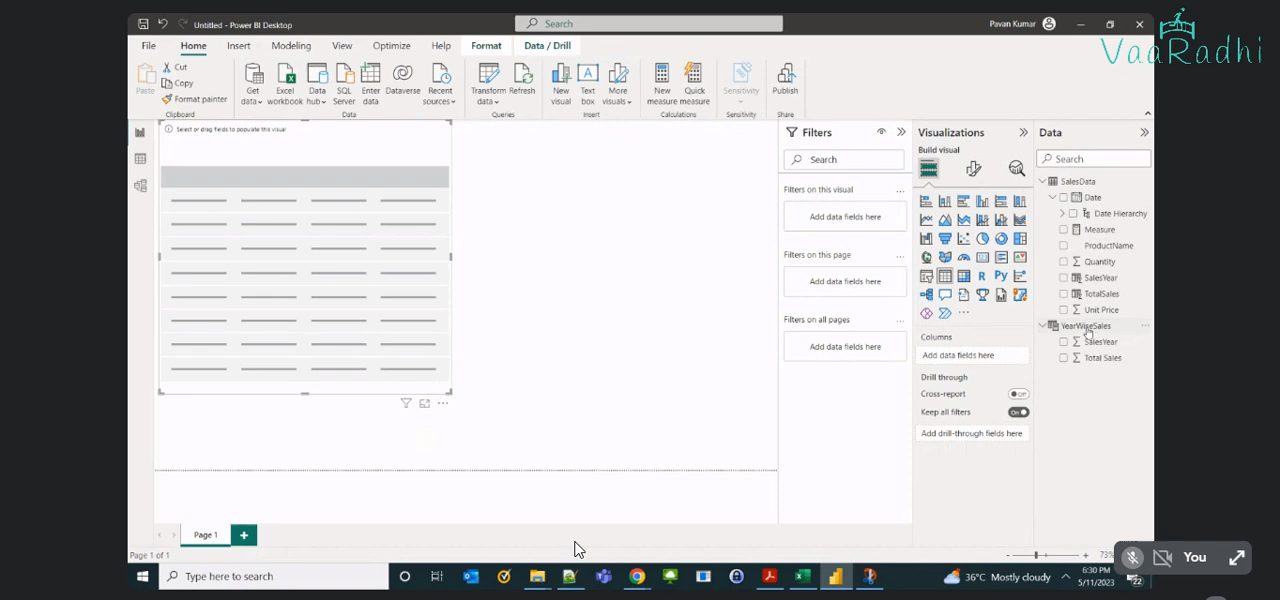 VaaRadhi
Untitled - Power BI Desktop
Search
Pavan Kumar
File Home Insert Modeling View Optimize Help Format Data / Drill
Paste
Cut
Copy
Format painter
Clipboard
Get data
Excel workbook
Data hub
SQL Server
Enter data
Dataverse
Recent sources
Data
Transform data
Refresh
Queries
New visual
Text box
More visuals
Insert
New measure
Quick measure
Calculations
Sensitivity
Sensitivity
Publish
Share
Select or drag fields to populate this visual
Filters
Search
Filters on this visual ...
Add data fields here
Filters on this page ...
Add data fields here
Filters on all pages ...
Add data fields here
Visualizations
Build visual
R Py
...
Columns
Add data fields here
Drill through
Cross-report Off
Keep all filters On
Add drill-through fields here
Data
Search
SalesData
Date
Date Hierarchy
Measure
ProductName
Σ Quantity
SalesYear
TotalSales
Σ Unit Price
YearWiseSales ...
Σ SalesYear
Σ Total Sales
Page 1
Page 1 of 1
73%
You
Type here to search
36°C Mostly cloudy
6:30 PM
5/11/2023
22